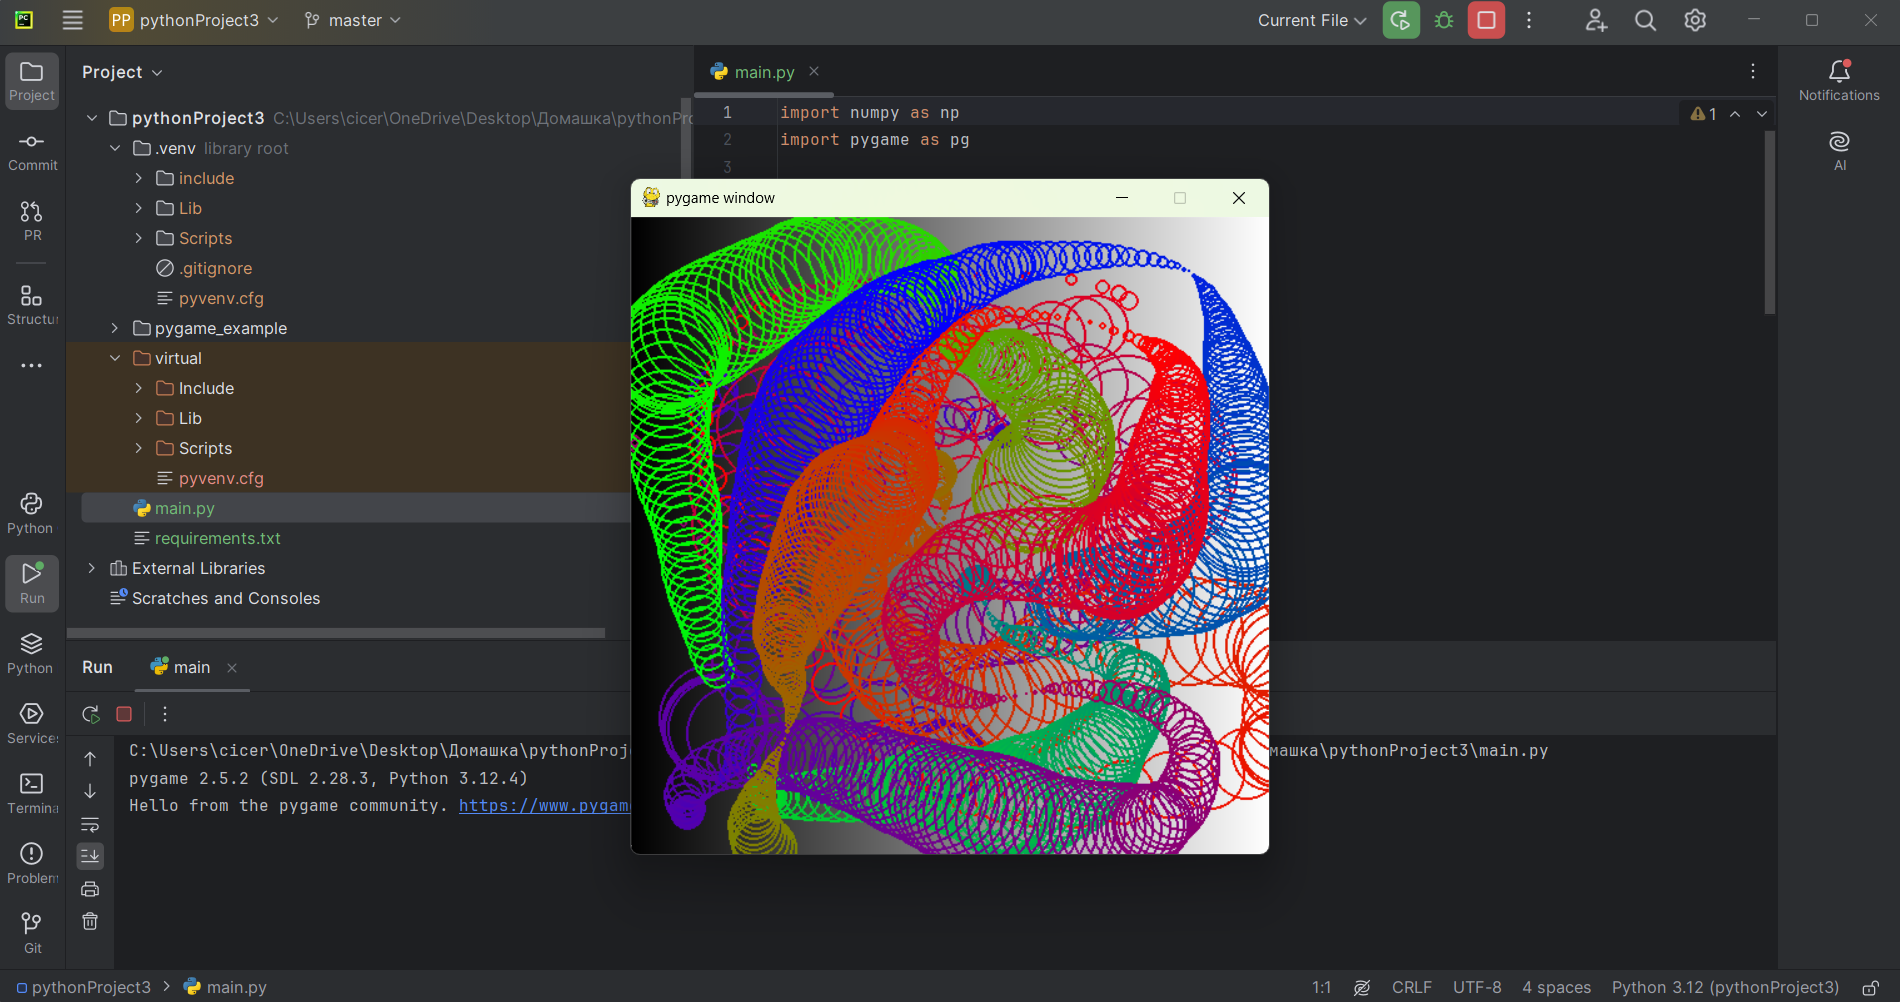 PC
PP pythonProject3
master
Current File
Project
main.py
Project
Commit
PR
Structu
Python
Run
Python
Service
Termina
Problem
Git
pythonProject3 C:\Users\cicer\OneDrive\Desktop\Домашка\pythonPro
.venv library root
include
Lib
Scripts
.gitignore
pyvenv.cfg
pygame_example
virtual
Include
Lib
Scripts
pyvenv.cfg
main.py
requirements.txt
External Libraries
Scratches and Consoles
1 import numpy as np
2 import pygame as pg
3
1
Notifications
AI
pygame window
Run
main
C:\Users\cicer\OneDrive\Desktop\Домашка\pythonProj
машка\pythonProject3\main.py
pygame 2.5.2 (SDL 2.28.3, Python 3.12.4)
Hello from the pygame community. https://www.pygam
pythonProject3 > main.py
1:1
CRLF
UTF-8
4 spaces
Python 3.12 (pythonProject3)